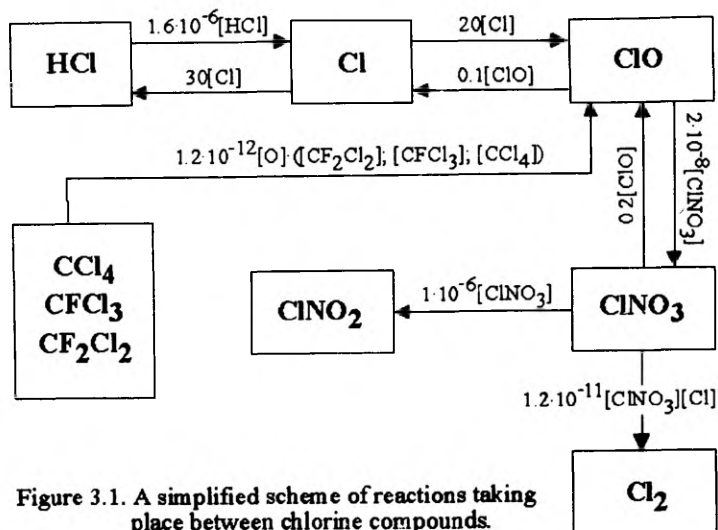 1.6·10⁻⁶[HCl]
20[Cl]
HCl
Cl
ClO
30[Cl]
0.1[ClO]
1.2·10⁻¹²[O]·([CF₂Cl₂]; [CFCl₃]; [CCl₄])
0.2[ClO]
2·10⁻⁸[ClNO₃]
CCl₄
CFCl₃
CF₂Cl₂
ClNO₂
1·10⁻⁶[ClNO₃]
ClNO₃
1.2·10⁻¹¹[ClNO₃][Cl]
Cl₂
Figure 3.1. A simplified scheme of reactions taking
place between chlorine compounds.